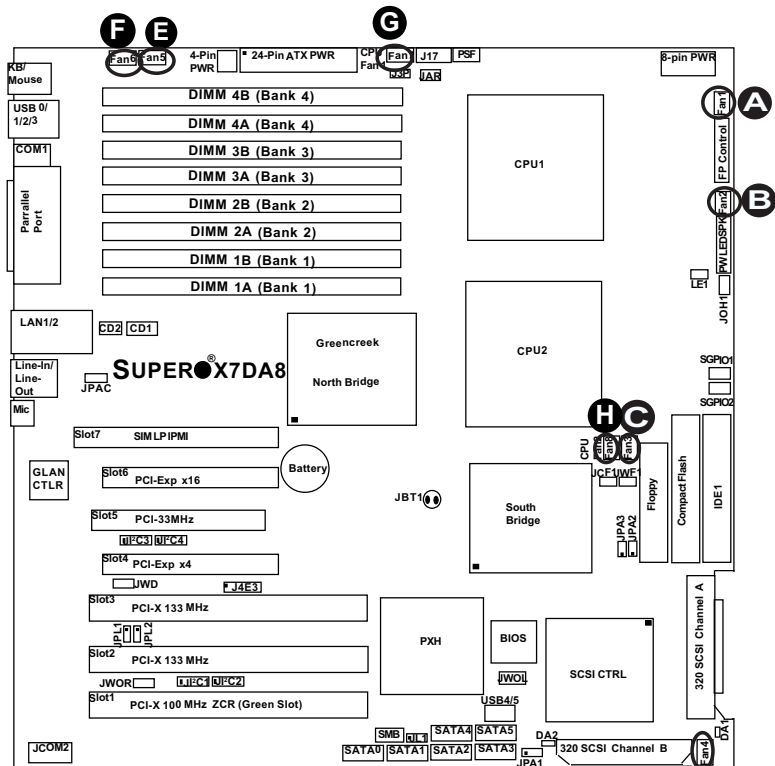 F E G
Fan6 Fan5 4-Pin PWR 24-Pin ATX PWR CPU Fan1 Fan J17 PSF 8-pin PWR
J3P JAR
KB/
Mouse
USB 0/
1/2/3
COM1
Parrallel
Port
DIMM 4B (Bank 4)
DIMM 4A (Bank 4)
DIMM 3B (Bank 3)
DIMM 3A (Bank 3)
DIMM 2B (Bank 2)
DIMM 2A (Bank 2)
DIMM 1B (Bank 1)
DIMM 1A (Bank 1)
CPU1
Fan1 A
FP Control
Fan2 B
PWLEDSPK
LE1
JOH1
LAN1/2
CD2 CD1
Greencreek
North Bridge
CPU2
SUPER®X7DA8
Line-In/
Line-
Out
JPAC
Mic
SGPIO1
SGPIO2
H C
CPU Fan2 Fan8 Fan3
JCF1 JWF1
Slot7 SIMLP IPMI
GLAN
CTLR
Slot6
PCI-Exp x16
Battery
JBT1
South
Bridge
JPA3
JPA2
Floppy
Compact Flash
IDE1
Slot5
PCI-33MHz
JI²C3 JI²C4
Slot4
PCI-Exp x4
JWD J4E3
Slot3
PCI-X 133 MHz
JPL1
JPL2
PXH
BIOS
SCSI CTRL
320 SCSI Channel A
Slot2
PCI-X 133 MHz
JWOR JI²C1 JI²C2
JWOL
Slot1
PCI-X 100 MHz ZCR (Green Slot)
USB4/5
JCOM2
SMB JL1 SATA4 SATA5
SATA0 SATA1 SATA2 SATA3
DA2
JPA1
320 SCSI Channel B
Fan4
DA1